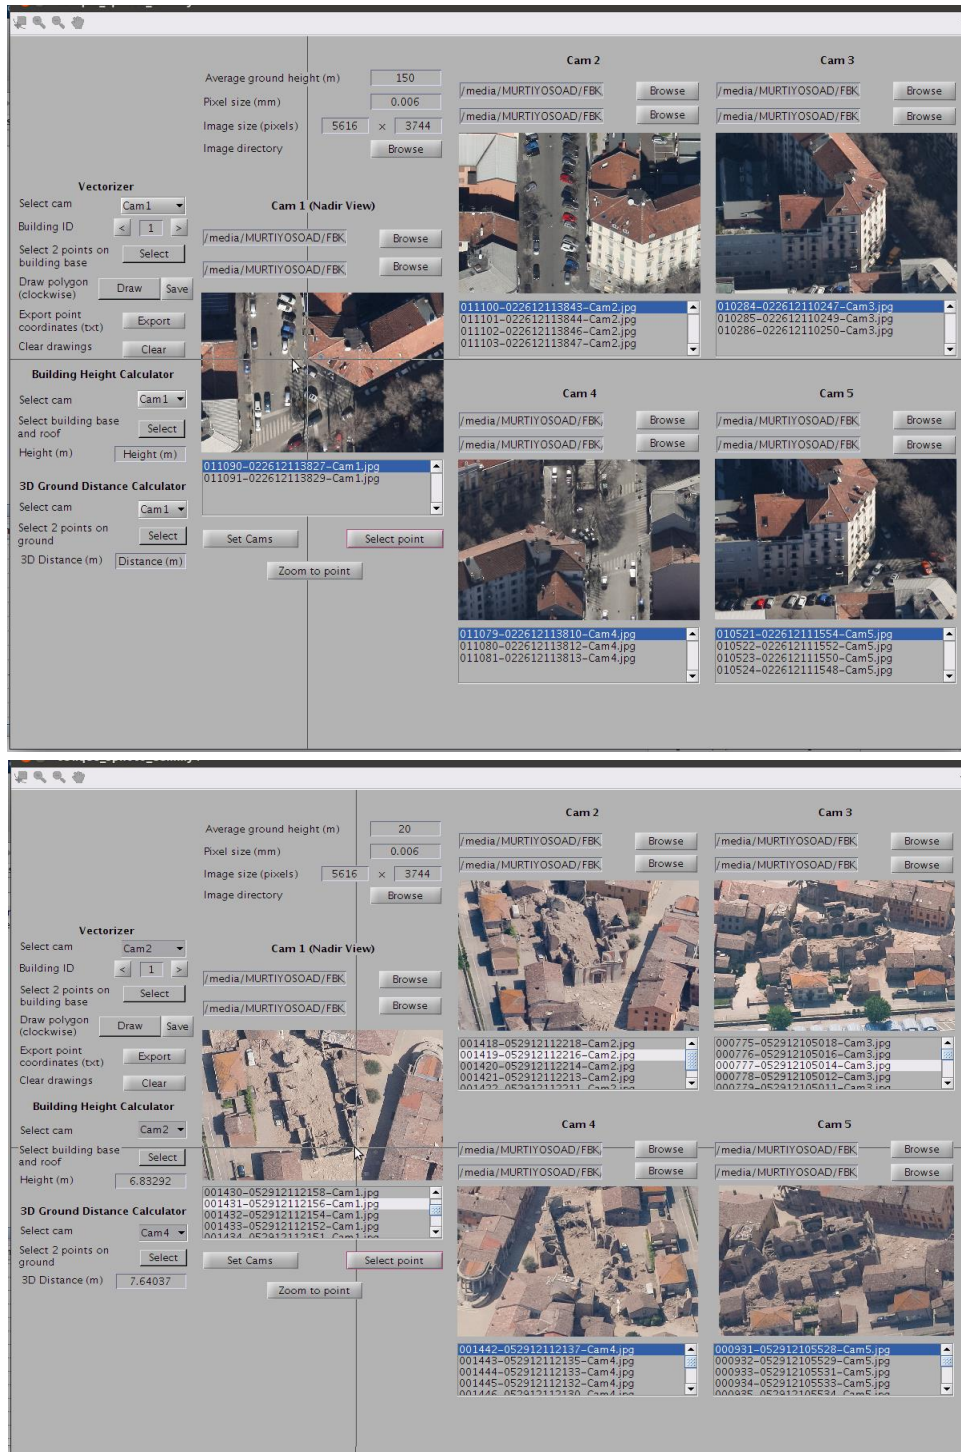 Average ground height (m) 150
Pixel size (mm) 0.006
Image size (pixels) 5616 × 3744
Image directory Browse
Vectorizer
Select cam Cam1
Building ID < 1 >
Select 2 points on building base Select
Draw polygon (clockwise) Draw Save
Export point coordinates (txt) Export
Clear drawings Clear
Building Height Calculator
Select cam Cam1
Select building base and roof Select
Height (m) Height (m)
3D Ground Distance Calculator
Select cam Cam1
Select 2 points on ground Select
3D Distance (m) Distance (m)
Cam 1 (Nadir View)
/media/MURTIYOSOAD/FBK Browse
/media/MURTIYOSOAD/FBK Browse
011090-022612113827-Cam1.jpg
011091-022612113829-Cam1.jpg
Set Cams Select point
Zoom to point
Cam 2
/media/MURTIYOSOAD/FBK Browse
/media/MURTIYOSOAD/FBK Browse
011100-022612113843-Cam2.jpg
011101-022612113844-Cam2.jpg
011102-022612113846-Cam2.jpg
011103-022612113847-Cam2.jpg
Cam 3
/media/MURTIYOSOAD/FBK Browse
/media/MURTIYOSOAD/FBK Browse
010284-022612110247-Cam3.jpg
010285-022612110249-Cam3.jpg
010286-022612110250-Cam3.jpg
Cam 4
/media/MURTIYOSOAD/FBK, Browse
/media/MURTIYOSOAD/FBK, Browse
011079-022612113810-Cam4.jpg
011080-022612113812-Cam4.jpg
011081-022612113813-Cam4.jpg
Cam 5
/media/MURTIYOSOAD/FBK Browse
/media/MURTIYOSOAD/FBK Browse
010521-022612111554-Cam5.jpg
010522-022612111552-Cam5.jpg
010523-022612111550-Cam5.jpg
010524-022612111548-Cam5.jpg
Average ground height (m) 20
Pixel size (mm) 0.006
Image size (pixels) 5616 × 3744
Image directory Browse
Vectorizer
Select cam Cam2
Building ID < 1 >
Select 2 points on building base Select
Draw polygon (clockwise) Draw Save
Export point coordinates (txt) Export
Clear drawings Clear
Building Height Calculator
Select cam Cam2
Select building base and roof Select
Height (m) 6.83292
3D Ground Distance Calculator
Select cam Cam4
Select 2 points on ground Select
3D Distance (m) 7.64037
Cam 1 (Nadir View)
/media/MURTIYOSOAD/FBK Browse
/media/MURTIYOSOAD/FBK Browse
001430-052912112158-Cam1.jpg
001431-052912112156-Cam1.jpg
001432-052912112154-Cam1.jpg
001433-052912112152-Cam1.jpg
001434-052912112151-Cam1.jpg
Set Cams Select point
Zoom to point
Cam 2
/media/MURTIYOSOAD/FBK Browse
/media/MURTIYOSOAD/FBK Browse
001418-052912112218-Cam2.jpg
001419-052912112216-Cam2.jpg
001420-052912112214-Cam2.jpg
001421-052912112213-Cam2.jpg
001422-052912112211-Cam2.jpg
Cam 3
/media/MURTIYOSOAD/FBK Browse
/media/MURTIYOSOAD/FBK Browse
000775-052912105018-Cam3.jpg
000776-052912105016-Cam3.jpg
000777-052912105014-Cam3.jpg
000778-052912105012-Cam3.jpg
000779-052912105011-Cam3.jpg
Cam 4
/media/MURTIYOSOAD/FBK Browse
/media/MURTIYOSOAD/FBK, Browse
001442-052912112137-Cam4.jpg
001443-052912112135-Cam4.jpg
001444-052912112133-Cam4.jpg
001445-052912112132-Cam4.jpg
001446-052912112130-Cam4.jpg
Cam 5
/media/MURTIYOSOAD/FBK Browse
/media/MURTIYOSOAD/FBK Browse
000931-052912105528-Cam5.jpg
000932-052912105529-Cam5.jpg
000933-052912105531-Cam5.jpg
000934-052912105533-Cam5.jpg
000935-052912105534-Cam5.jpg